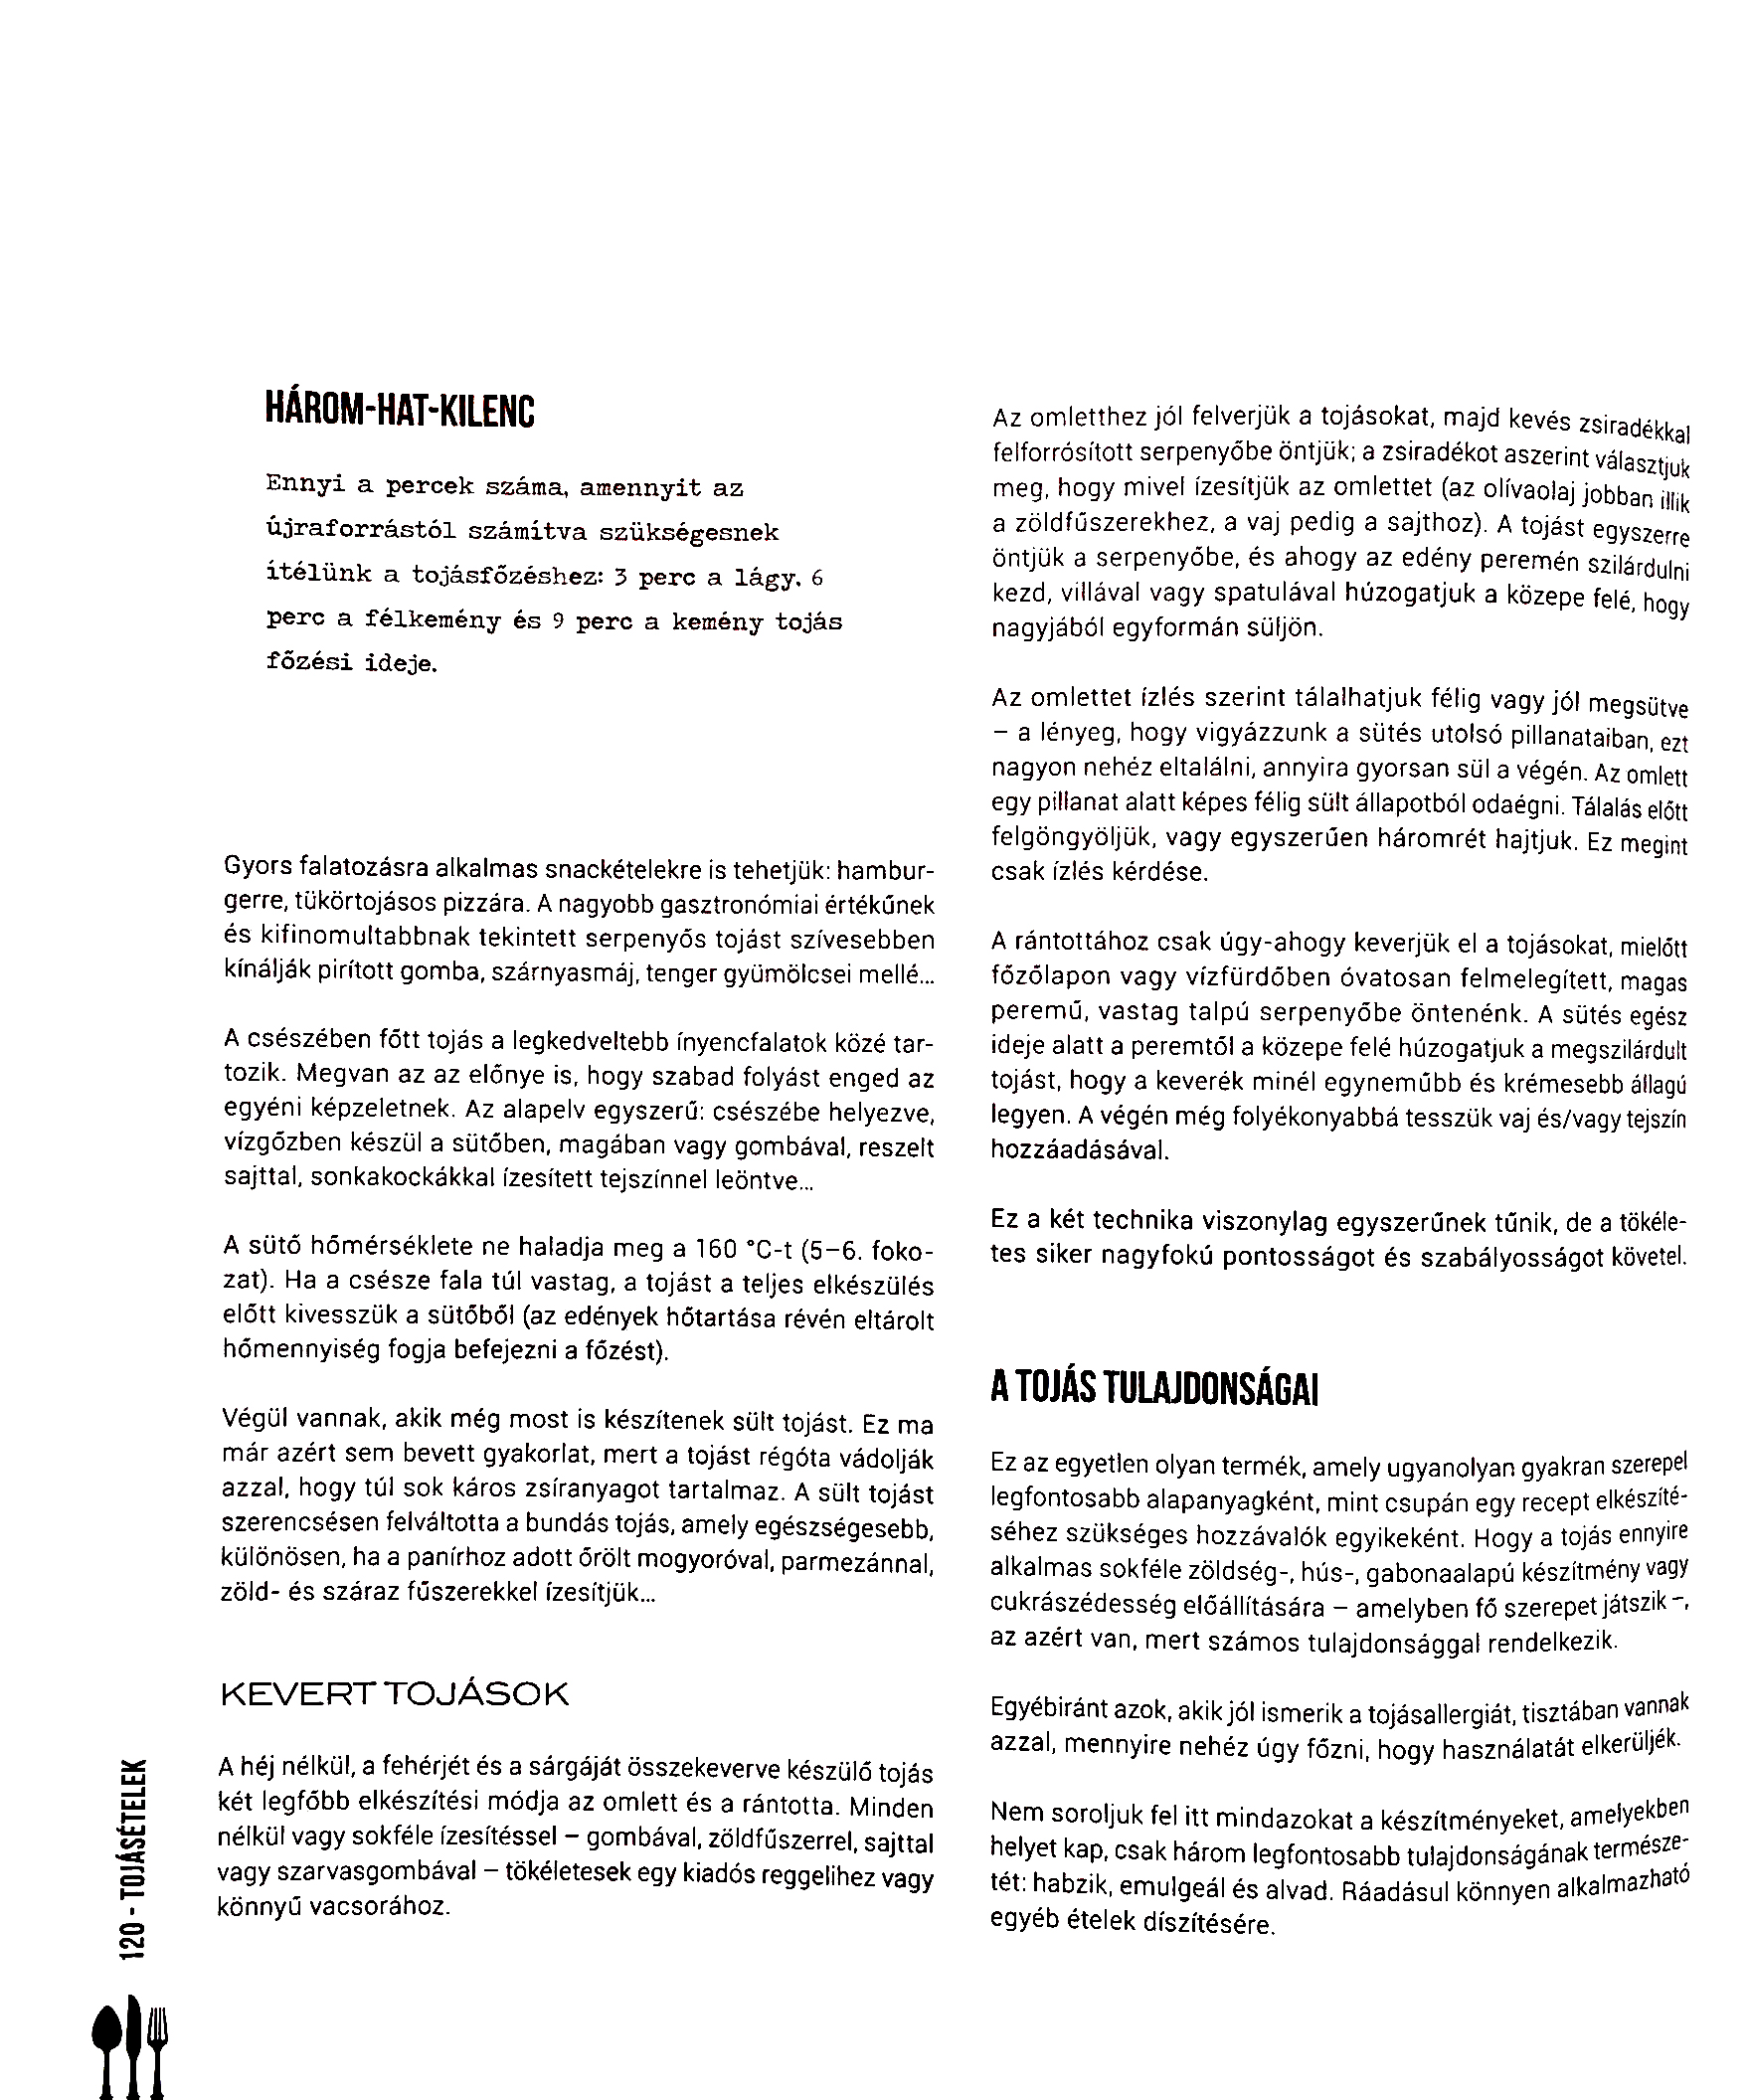 HÁROM-HAT-KILENC
Ennyi a percek száma, amennyit az
újraforrástól számítva szükségesnek
ítélünk a tojásfőzéshez: 3 perc a lágy, 6
perc a félkemény és 9 perc a kemény tojás
főzési ideje.
Gyors falatozásra alkalmas snackételekre is tehetjük: hambur-
gerre, tükörtojásos pizzára. A nagyobb gasztronómiai értékűnek
és kifinomultabbnak tekintett serpenyős tojást szívesebben
kínálják pirított gomba, szárnyasmáj, tenger gyümölcsei mellé...
A csészében főtt tojás a legkedveltebb ínyencfalatok közé tar-
tozik. Megvan az az előnye is, hogy szabad folyást enged az
egyéni képzeletnek. Az alapelv egyszerű: csészébe helyezve,
vízgőzben készül a sütőben, magában vagy gombával, reszelt
sajttal, sonkakockákkal ízesített tejszínnel leöntve...
A sütő hőmérséklete ne haladja meg a 160 °C-t (5–6. foko-
zat). Ha a csésze fala túl vastag, a tojást a teljes elkészülés
előtt kivesszük a sütőből (az edények hőtartása révén eltárolt
hőmennyiség fogja befejezni a főzést).
Végül vannak, akik még most is készítenek sült tojást. Ez ma
már azért sem bevett gyakorlat, mert a tojást régóta vádolják
azzal, hogy túl sok káros zsíranyagot tartalmaz. A sült tojást
szerencsésen felváltotta a bundás tojás, amely egészségesebb,
különösen, ha a panírhoz adott őrölt mogyoróval, parmezánnal,
zöld- és száraz fűszerekkel ízesítjük...
KEVERT TOJÁSOK
A héj nélkül, a fehérjét és a sárgáját összekeverve készülő tojás
két legfőbb elkészítési módja az omlett és a rántotta. Minden
nélkül vagy sokféle ízesítéssel – gombával, zöldfűszerrel, sajttal
vagy szarvasgombával – tökéletesek egy kiadós reggelihez vagy
könnyű vacsorához.
Az omletthez jól felverjük a tojásokat, majd kevés zsiradékkal
felforrósított serpenyőbe öntjük; a zsiradékot aszerint választjuk
meg, hogy mivel ízesítjük az omlettet (az olívaolaj jobban illik
a zöldfűszerekhez, a vaj pedig a sajthoz). A tojást egyszerre
öntjük a serpenyőbe, és ahogy az edény peremén szilárdulni
kezd, villával vagy spatulával húzogatjuk a közepe felé, hogy
nagyjából egyformán süljön.
Az omlettet ízlés szerint tálalhatjuk félig vagy jól megsütve
– a lényeg, hogy vigyázzunk a sütés utolsó pillanataiban, ezt
nagyon nehéz eltalálni, annyira gyorsan sül a végén. Az omlett
egy pillanat alatt képes félig sült állapotból odaégni. Tálalás előtt
felgöngyöljük, vagy egyszerűen háromrét hajtjuk. Ez megint
csak ízlés kérdése.
A rántottához csak úgy-ahogy keverjük el a tojásokat, mielőtt
főzőlapon vagy vízfürdőben óvatosan felmelegített, magas
peremű, vastag talpú serpenyőbe öntenénk. A sütés egész
ideje alatt a peremtől a közepe felé húzogatjuk a megszilárdult
tojást, hogy a keverék minél egyneműbb és krémesebb állagú
legyen. A végén még folyékonyabbá tesszük vaj és/vagy tejszín
hozzáadásával.
Ez a két technika viszonylag egyszerűnek tűnik, de a tökéle-
tes siker nagyfokú pontosságot és szabályosságot követel.
A TOJÁS TULAJDONSÁGAI
Ez az egyetlen olyan termék, amely ugyanolyan gyakran szerepel
legfontosabb alapanyagként, mint csupán egy recept elkészíté-
séhez szükséges hozzávalók egyikeként. Hogy a tojás ennyire
alkalmas sokféle zöldség-, hús-, gabonaalapú készítmény vagy
cukrászédesség előállítására – amelyben fő szerepet játszik –,
az azért van, mert számos tulajdonsággal rendelkezik.
Egyébiránt azok, akik jól ismerik a tojásallergiát, tisztában vannak
azzal, mennyire nehéz úgy főzni, hogy használatát elkerüljék.
Nem soroljuk fel itt mindazokat a készítményeket, amelyekben
helyet kap, csak három legfontosabb tulajdonságának természe-
tét: habzik, emulgeál és alvad. Ráadásul könnyen alkalmazható
egyéb ételek díszítésére.
120 - TOJÁSÉTELEK